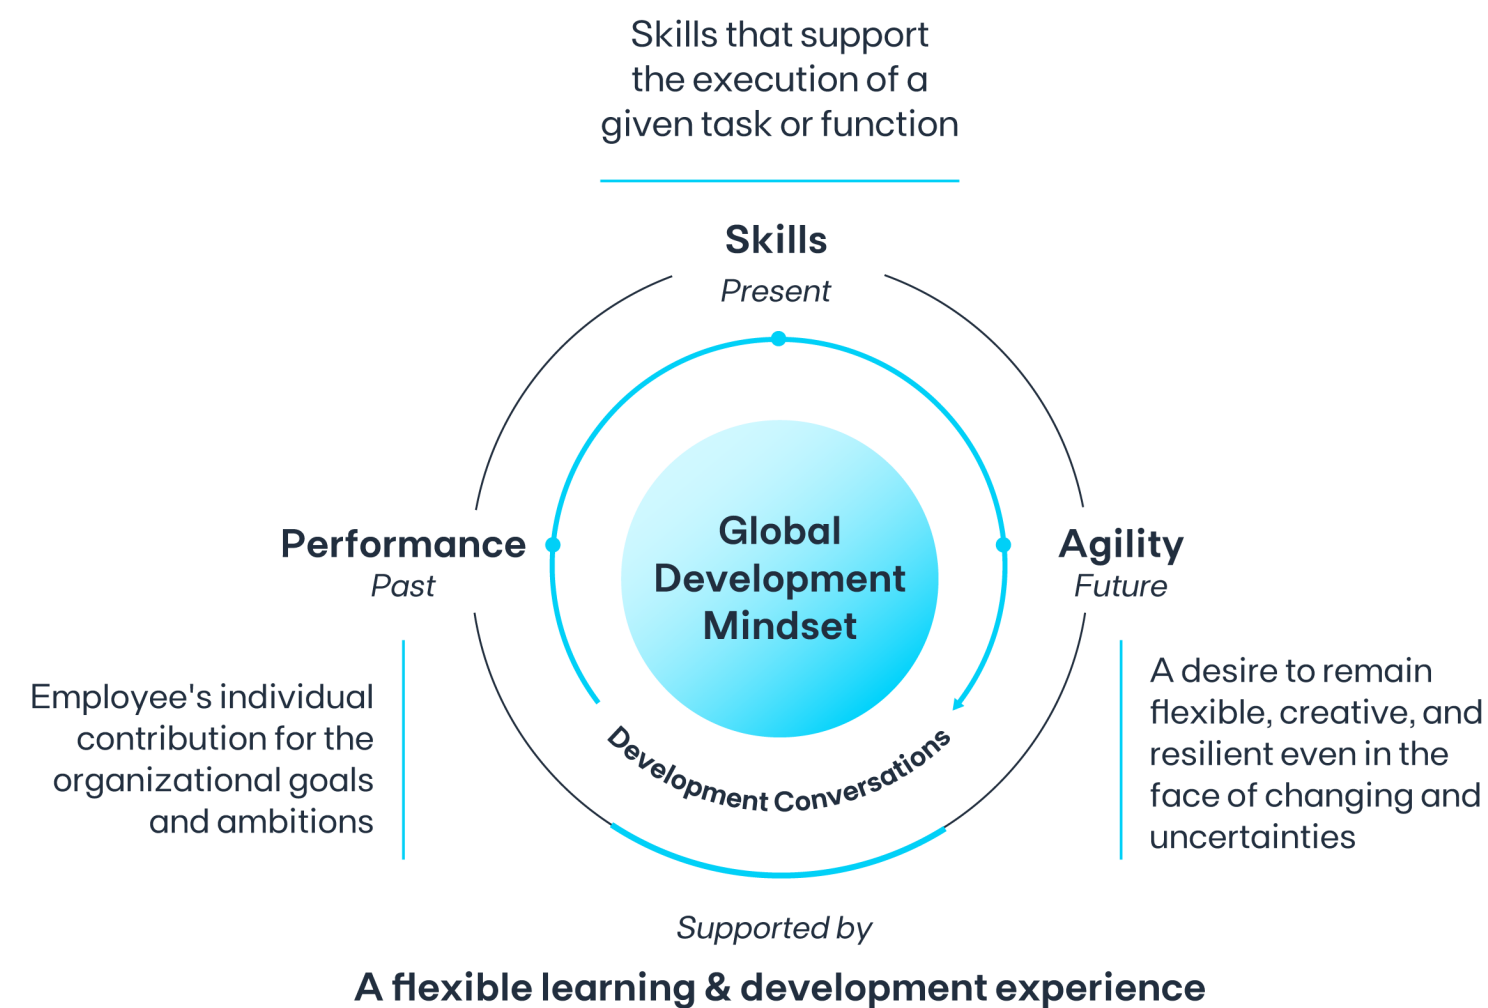 Skills that support
the execution of a
given task or function
Skills
Present
Performance
Past
Employee's individual
contribution for the
organizational goals
and ambitions
Global
Development
Mindset
Development Conversations
Agility
Future
A desire to remain
flexible, creative, and
resilient even in the
face of changing and
uncertainties
Supported by
A flexible learning & development experience